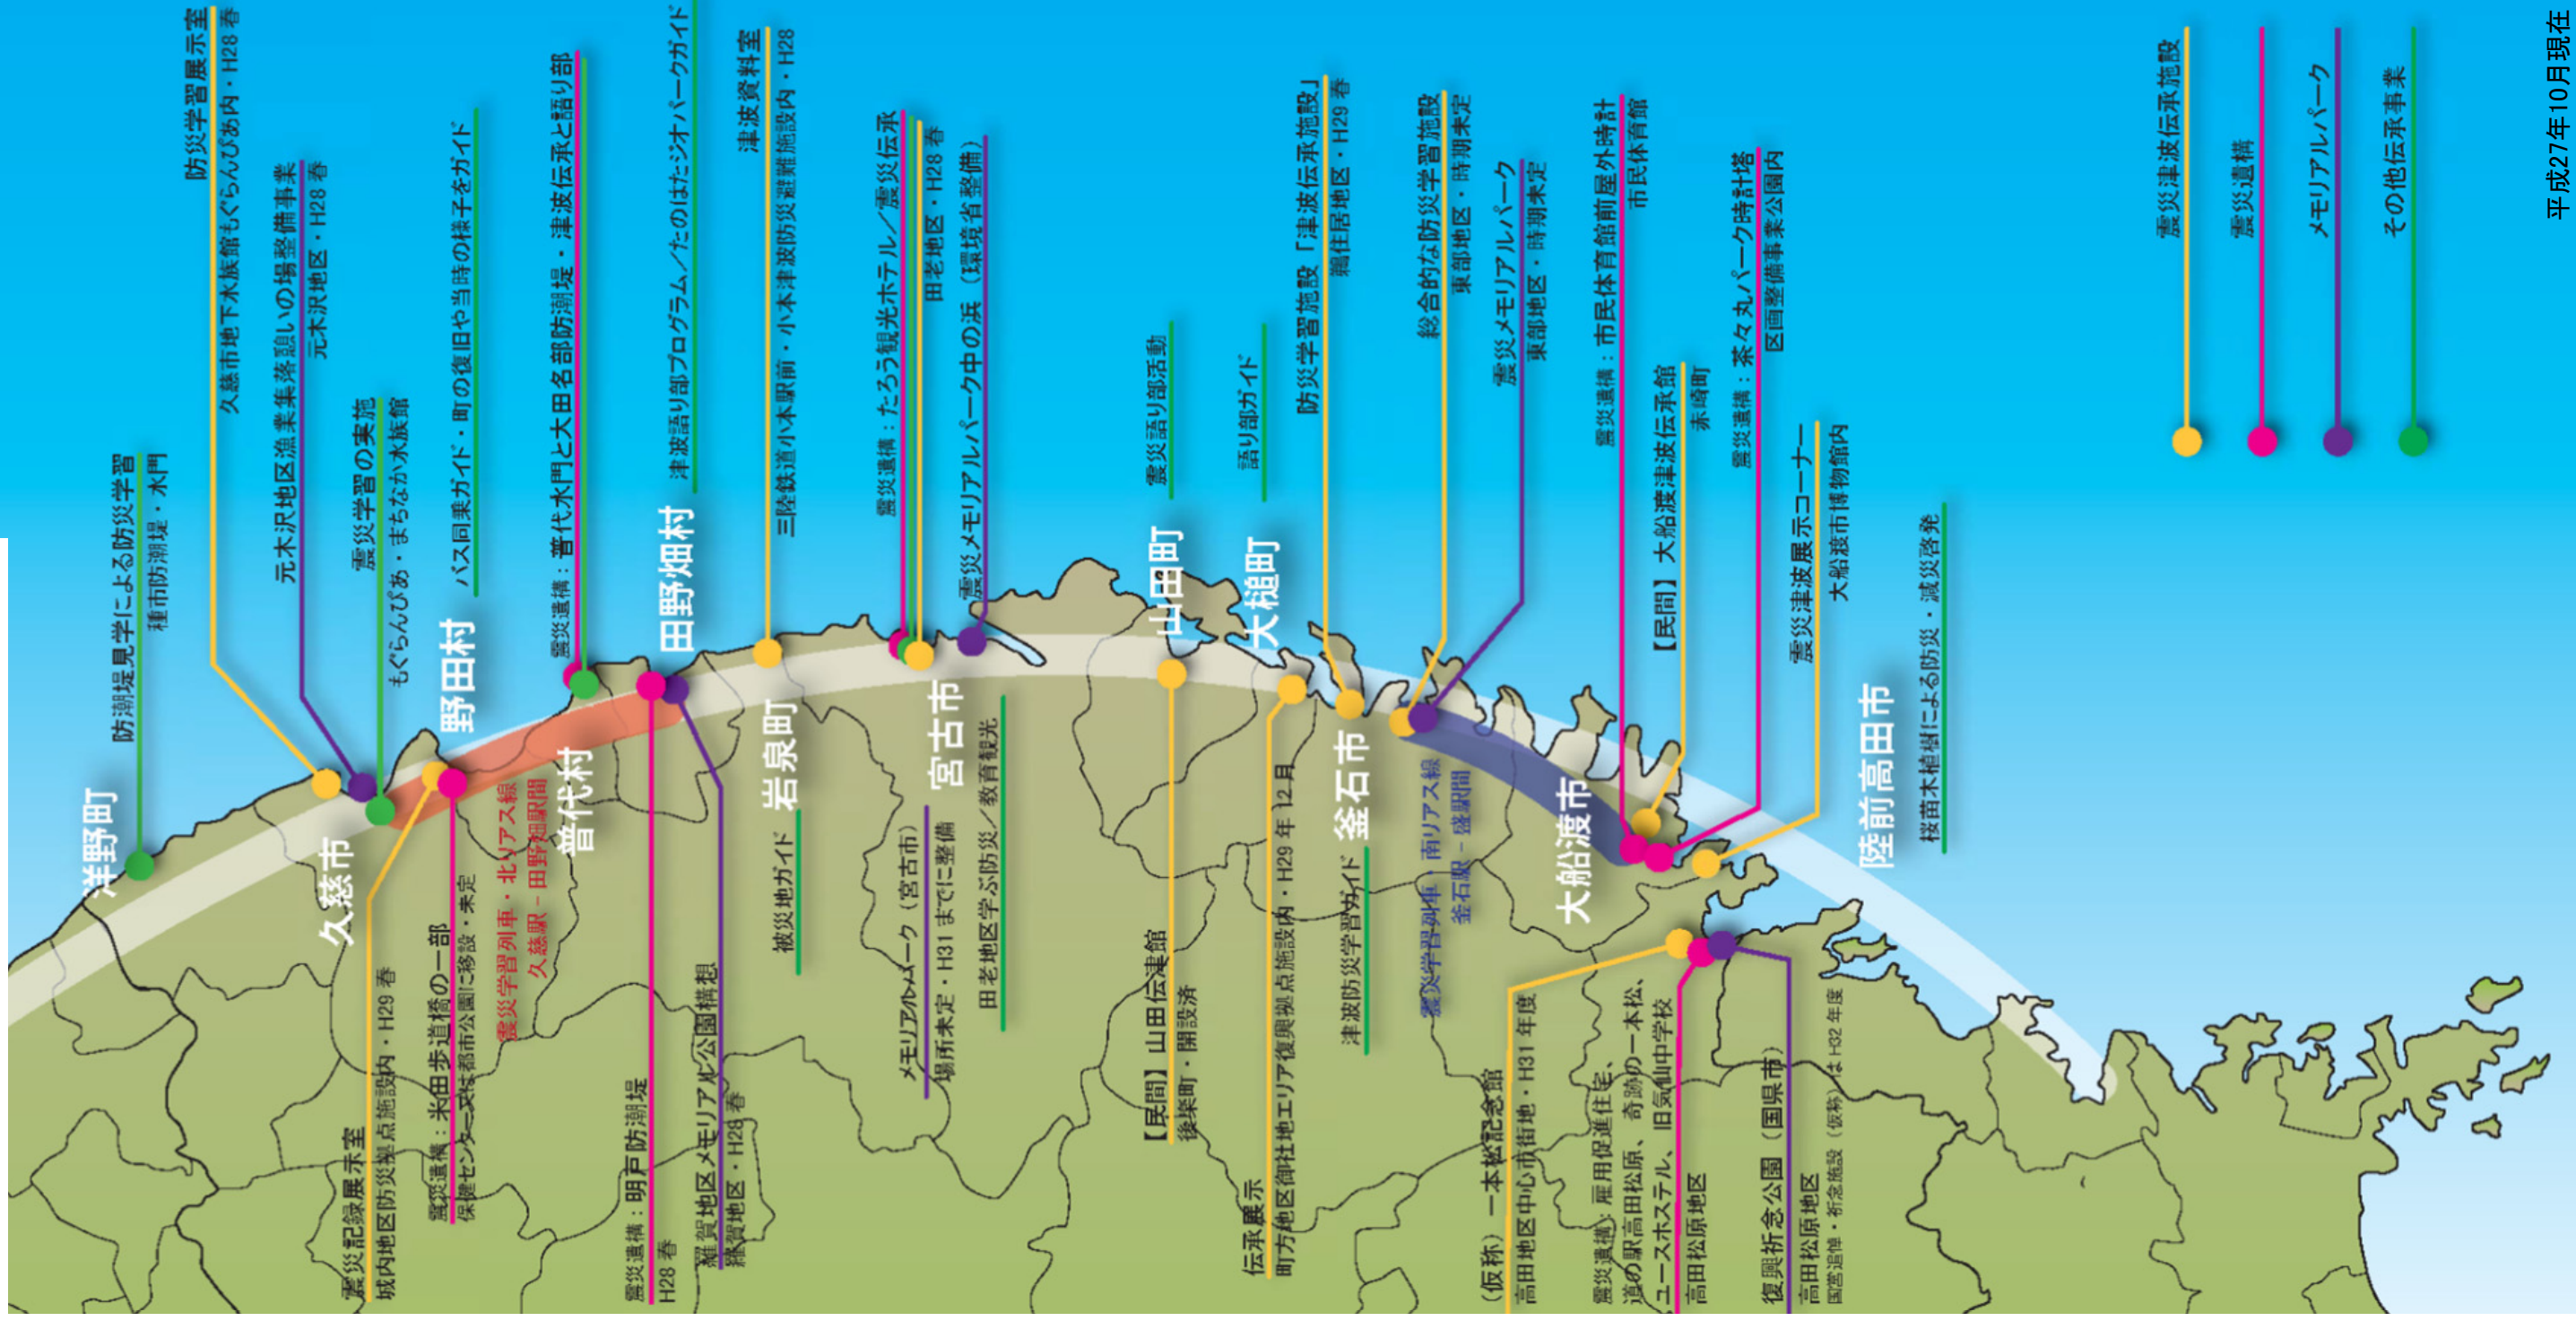 平成27年10月現在
洋野町
防潮堤見学による防災学習
種市防潮堤・水門
防災学習展示室
久慈市地下水族館もぐらんぴあ内・H28 春
元木沢地区漁業集落憩いの場整備事業
元木沢地区・H28 春
震災学習の実施
もぐらんぴあ・まちなか水族館
久慈市
震災記録展示室
城内地区防災拠点施設内・H29 春
野田村
バス同乗ガイド・町の復旧や当時の様子をガイド
震災遺構：米田歩道橋の一部
保健センター又は都市公園に移設・未定
震災学習列車・北リアス線
久慈駅 − 田野畑駅間
震災遺構：普代水門と大田名部防潮堤・津波伝承と語り部
普代村
田野畑村
津波語り部プログラム／たのはたジオパークガイド
震災遺構：明戸防潮堤
H28 春
羅賀地区メモリアル公園構想
羅賀地区・H28 春
津波資料室
三陸鉄道小本駅前・小本津波防災避難施設内・H28
岩泉町
被災地ガイド
震災遺構：たろう観光ホテル／震災伝承
田老地区・H28 春
震災メモリアルパーク中の浜（環境省整備）
宮古市
メモリアルパーク（宮古市）
場所未定・H31 までに整備
田老地区学ぶ防災／教育観光
震災語り部活動
山田町
【民間】山田伝津館
後楽町・開設済
語り部ガイド
大槌町
伝承展示
町方地区御社地エリア復興拠点施設内・H29 年 12 月
防災学習施設「津波伝承施設」
鵜住居地区・H29 春
総合的な防災学習施設
東部地区・時期未定
震災メモリアルパーク
東部地区・時期未定
釜石市
津波防災学習ガイド
震災学習列車・南リアス線
釜石駅 − 盛駅間
震災遺構：市民体育館前屋外時計
市民体育館
【民間】大船渡津波伝承館
赤崎町
震災遺構：茶々丸パーク時計塔
区画整備事業公園内
震災津波展示コーナー
大船渡市博物館内
大船渡市
陸前高田市
桜苗木植樹による防災・減災啓発
（仮称）一本松記念館
高田地区中心市街地・H31 年度
震災遺構：雇用促進住宅、
道の駅高田松原、奇跡の一本松、
ユースホステル、旧気仙中学校
高田松原地区
復興祈念公園（国県市）
高田松原地区
国営追悼・祈念施設（仮称）は H32 年度
震災津波伝承施設
震災遺構
メモリアルパーク
その他伝承事業